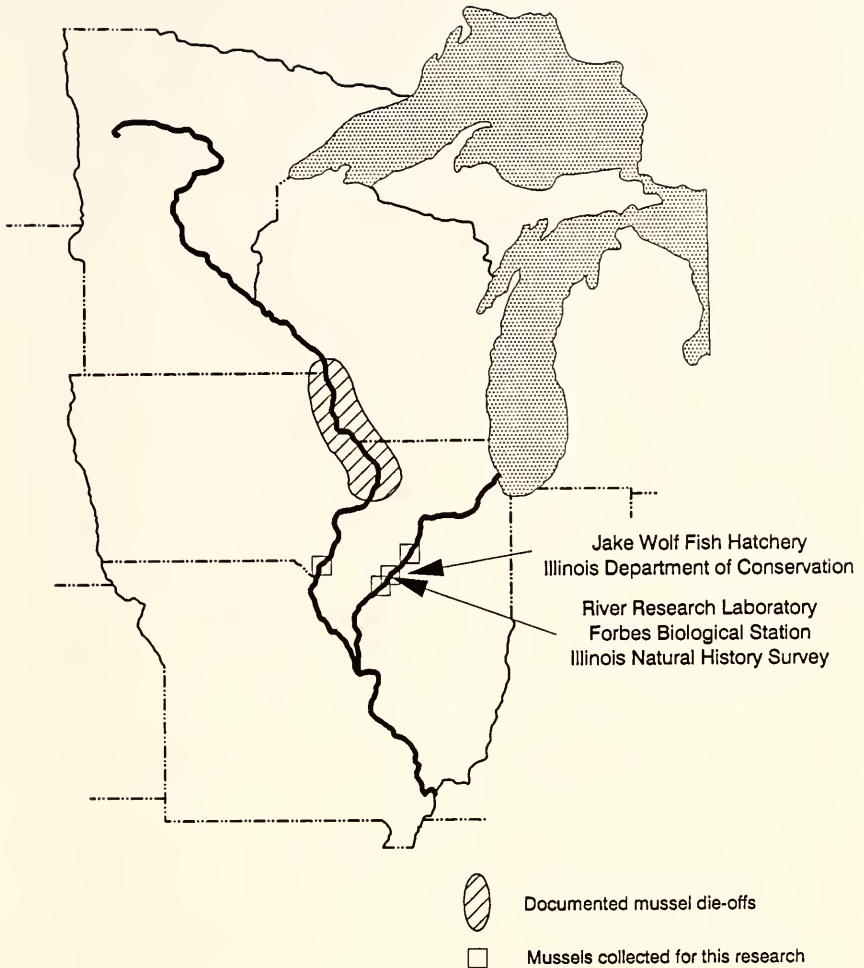 Jake Wolf Fish Hatchery
Illinois Department of Conservation
River Research Laboratory
Forbes Biological Station
Illinois Natural History Survey
Documented mussel die-offs
Mussels collected for this research